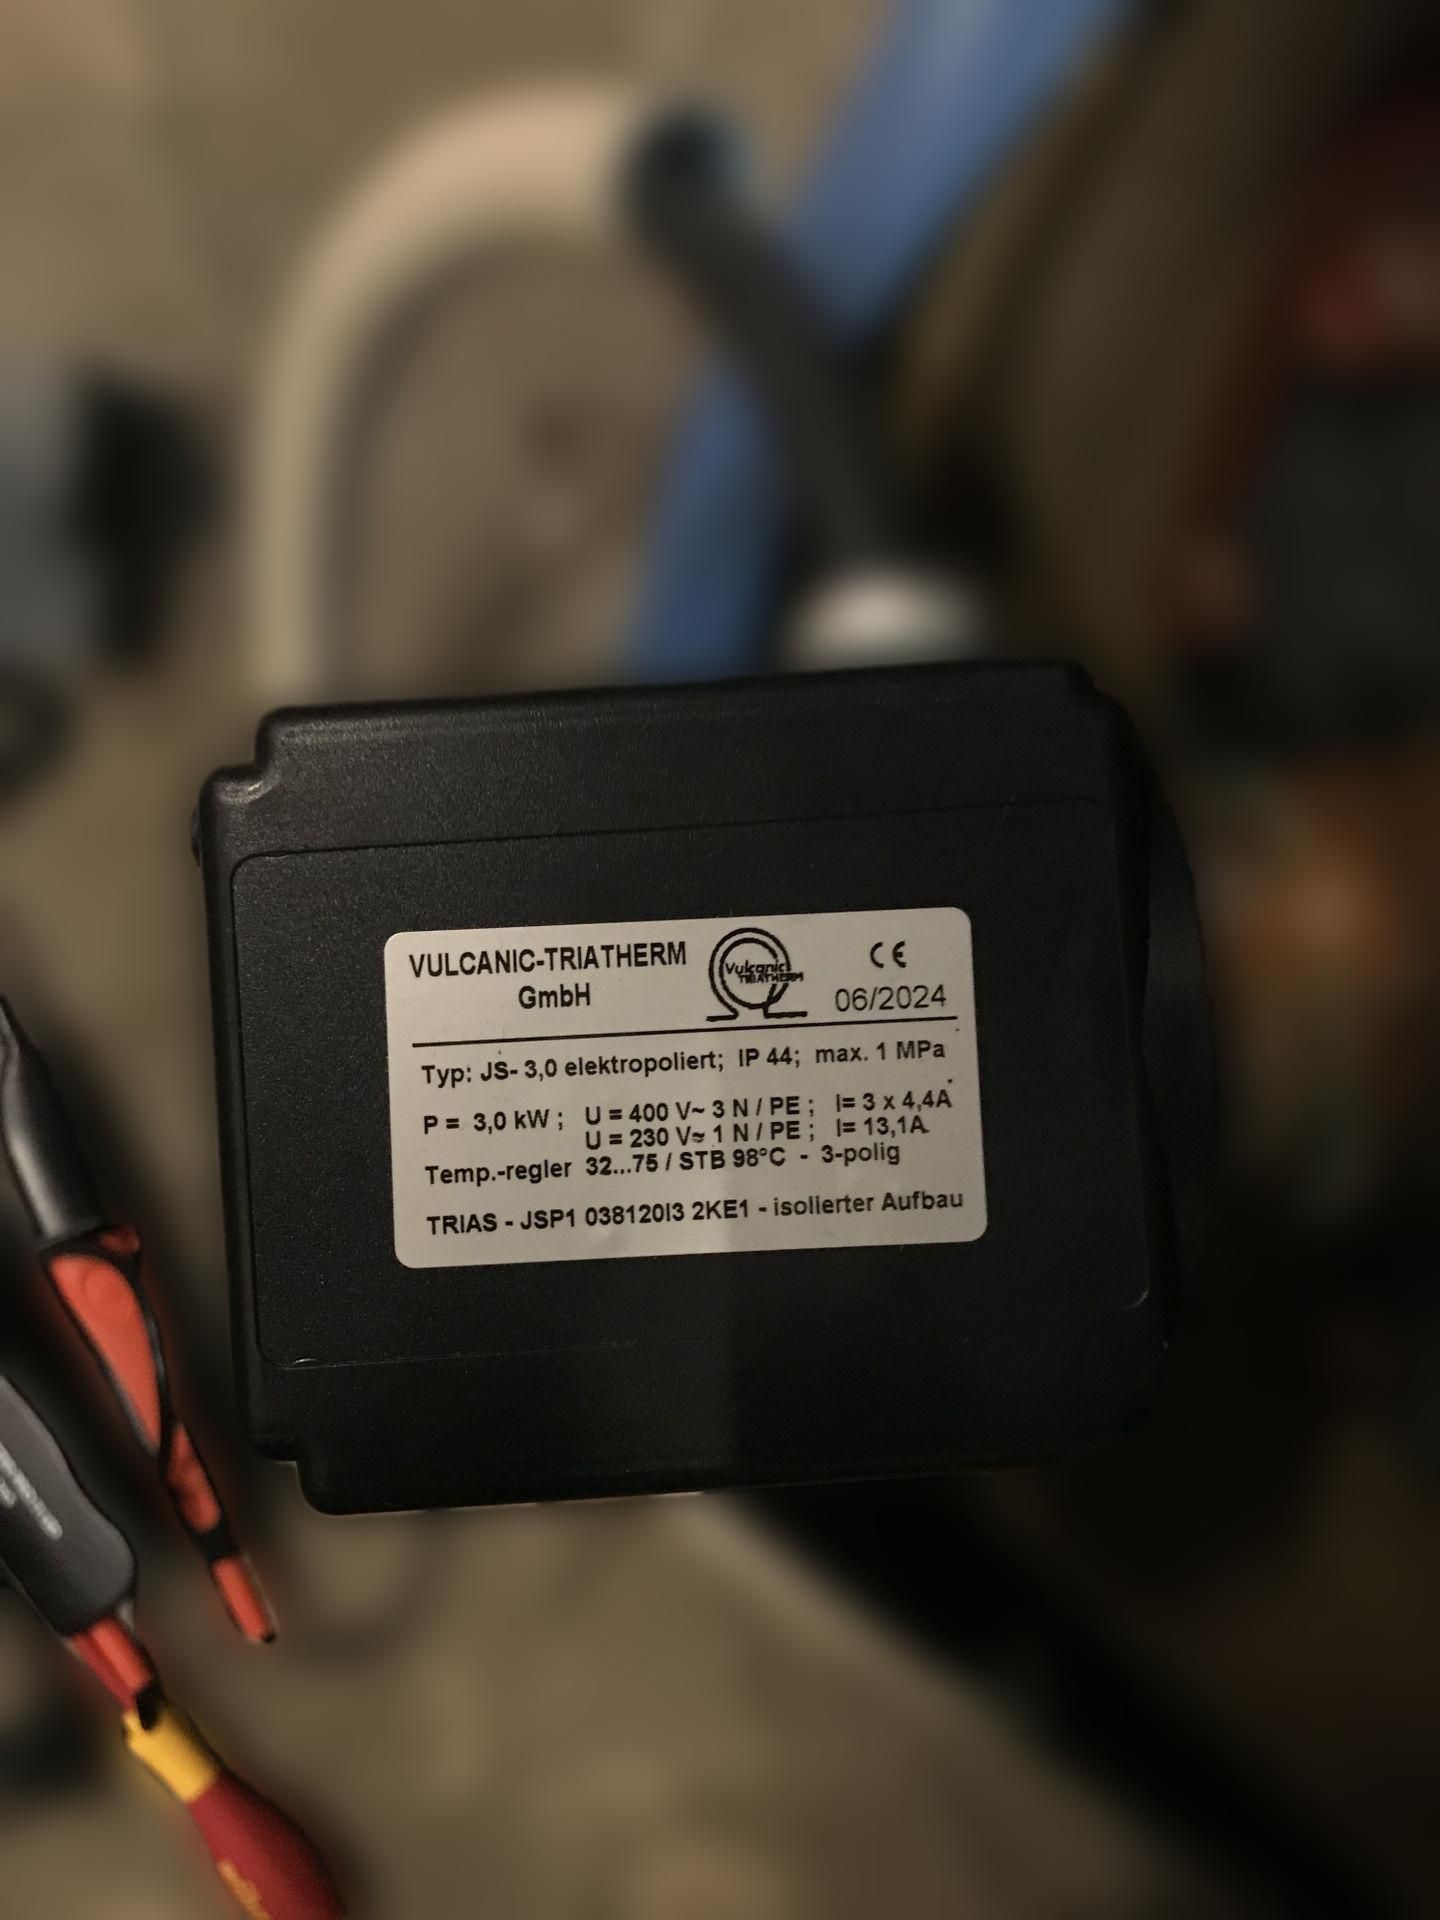 VULCANIC-TRIATHERM
GmbH
Vulcanic
TRIATHERM
CE
06/2024
Typ: JS- 3,0 elektropoliert; IP 44; max. 1 MPa
P = 3,0 kW ; U = 400 V~ 3 N / PE ; I= 3 x 4,4A
U = 230 V≂ 1 N / PE ; I= 13,1A
Temp.-regler 32...75 / STB 98°C - 3-polig
TRIAS - JSP1 038120I3 2KE1 - isolierter Aufbau